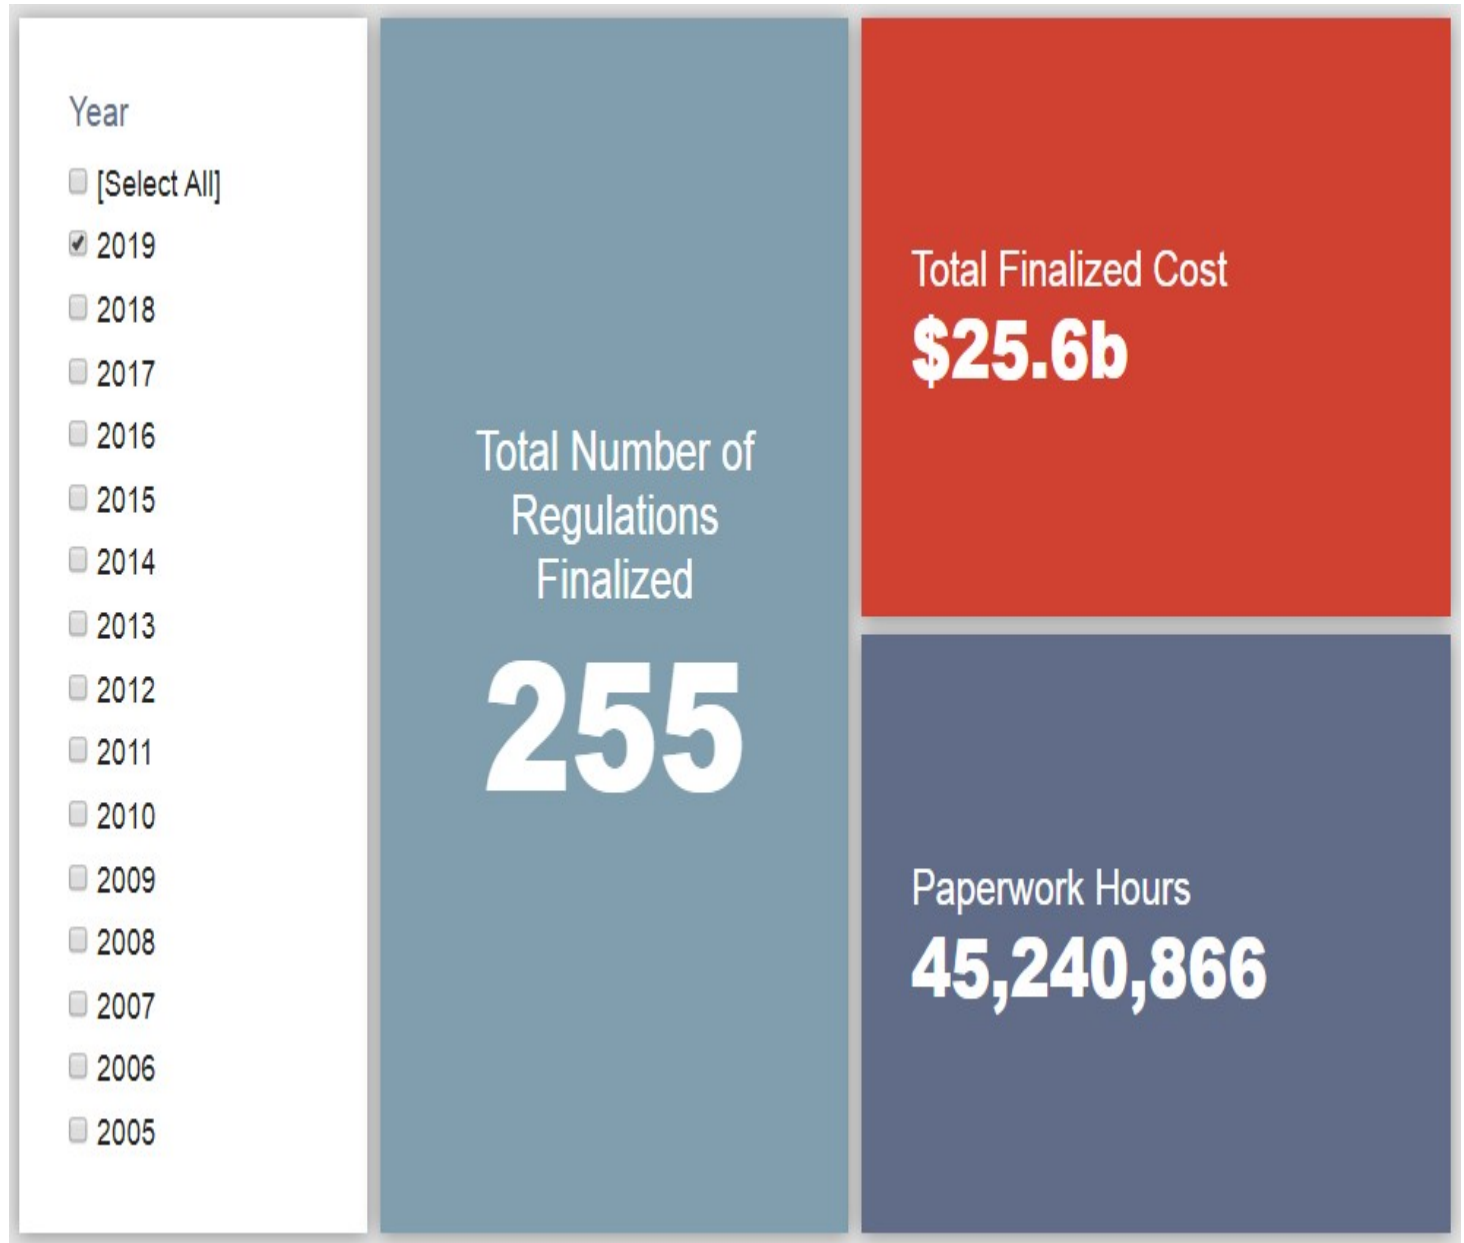 Year
[Select All]
2019
2018
2017
2016
2015
2014
2013
2012
2011
2010
2009
2008
2007
2006
2005
Total Number of
Regulations
Finalized
255
Total Finalized Cost
$25.6b
Paperwork Hours
45,240,866